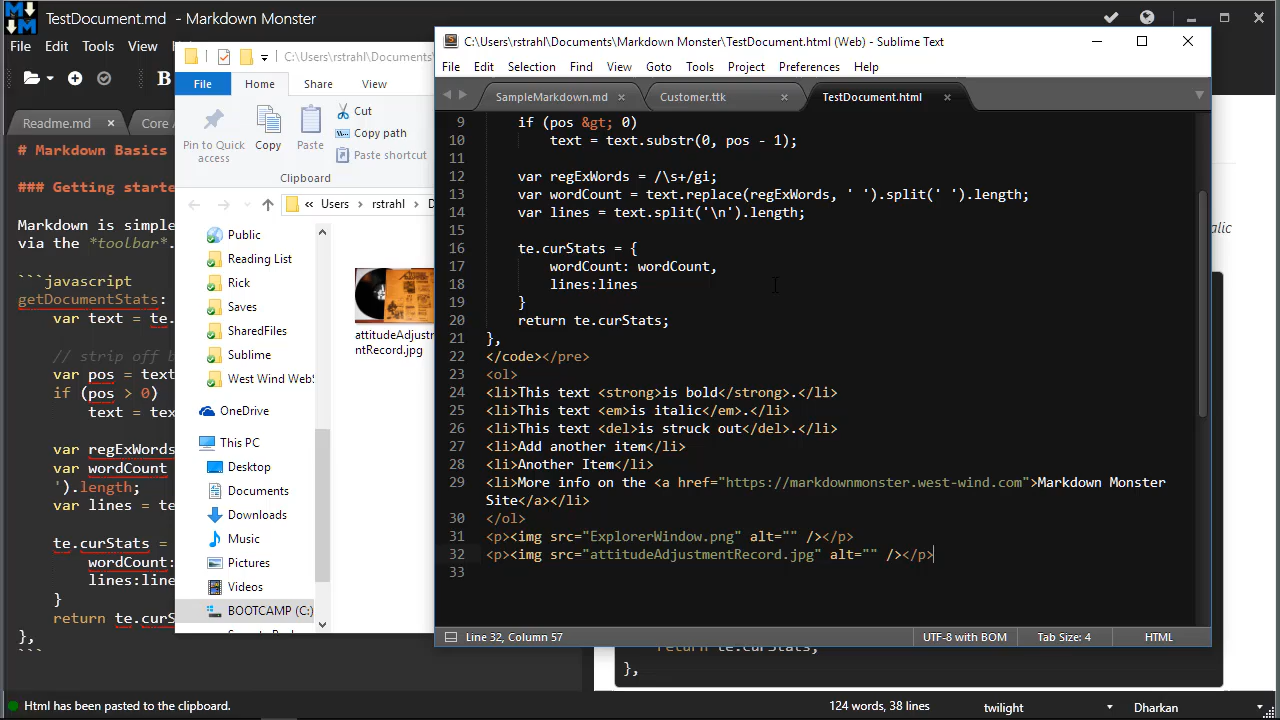 TestDocument.md - Markdown Monster
File Edit Tools View
B
Readme.md × Core
# Markdown Basics
### Getting starte
Markdown is simple
via the *toolbar*.
```javascript
getDocumentStats:
var text = te.
// strip off b
var pos = text
if (pos > 0)
text = tex
var regExWords
var wordCount
').length;
var lines = te
te.curStats =
wordCount:
lines:line
}
return te.curS
},
```
Html has been pasted to the clipboard.
124 words, 38 lines
twilight
Dharkan
C:\Users\rstrahl\Documents\
File Home Share View
Pin to Quick access
Copy
Paste
Cut
Copy path
Paste shortcut
Clipboard
« Users › rstrahl › D
Public
Reading List
Rick
Saves
SharedFiles
Sublime
West Wind WebS
OneDrive
This PC
Desktop
Documents
Downloads
Music
Pictures
Videos
BOOTCAMP (C:)
attitudeAdjustm
ntRecord.jpg
C:\Users\rstrahl\Documents\Markdown Monster\TestDocument.html (Web) - Sublime Text
File Edit Selection Find View Goto Tools Project Preferences Help
SampleMarkdown.md × Customer.ttk × TestDocument.html ×
9 if (pos &gt; 0)
10 text = text.substr(0, pos - 1);
11
12 var regExWords = /\s+/gi;
13 var wordCount = text.replace(regExWords, ' ').split(' ').length;
14 var lines = text.split('\n').length;
15
16 te.curStats = {
17 wordCount: wordCount,
18 lines:lines
19 }
20 return te.curStats;
21 },
22 </code></pre>
23 <ol>
24 <li>This text <strong>is bold</strong>.</li>
25 <li>This text <em>is italic</em>.</li>
26 <li>This text <del>is struck out</del>.</li>
27 <li>Add another item</li>
28 <li>Another Item</li>
29 <li>More info on the <a href="https://markdownmonster.west-wind.com">Markdown Monster
Site</a></li>
30 </ol>
31 <p><img src="ExplorerWindow.png" alt="" /></p>
32 <p><img src="attitudeAdjustmentRecord.jpg" alt="" /></p>
33
Line 32, Column 57
UTF-8 with BOM
Tab Size: 4
HTML
alic
return te.curStats;
},